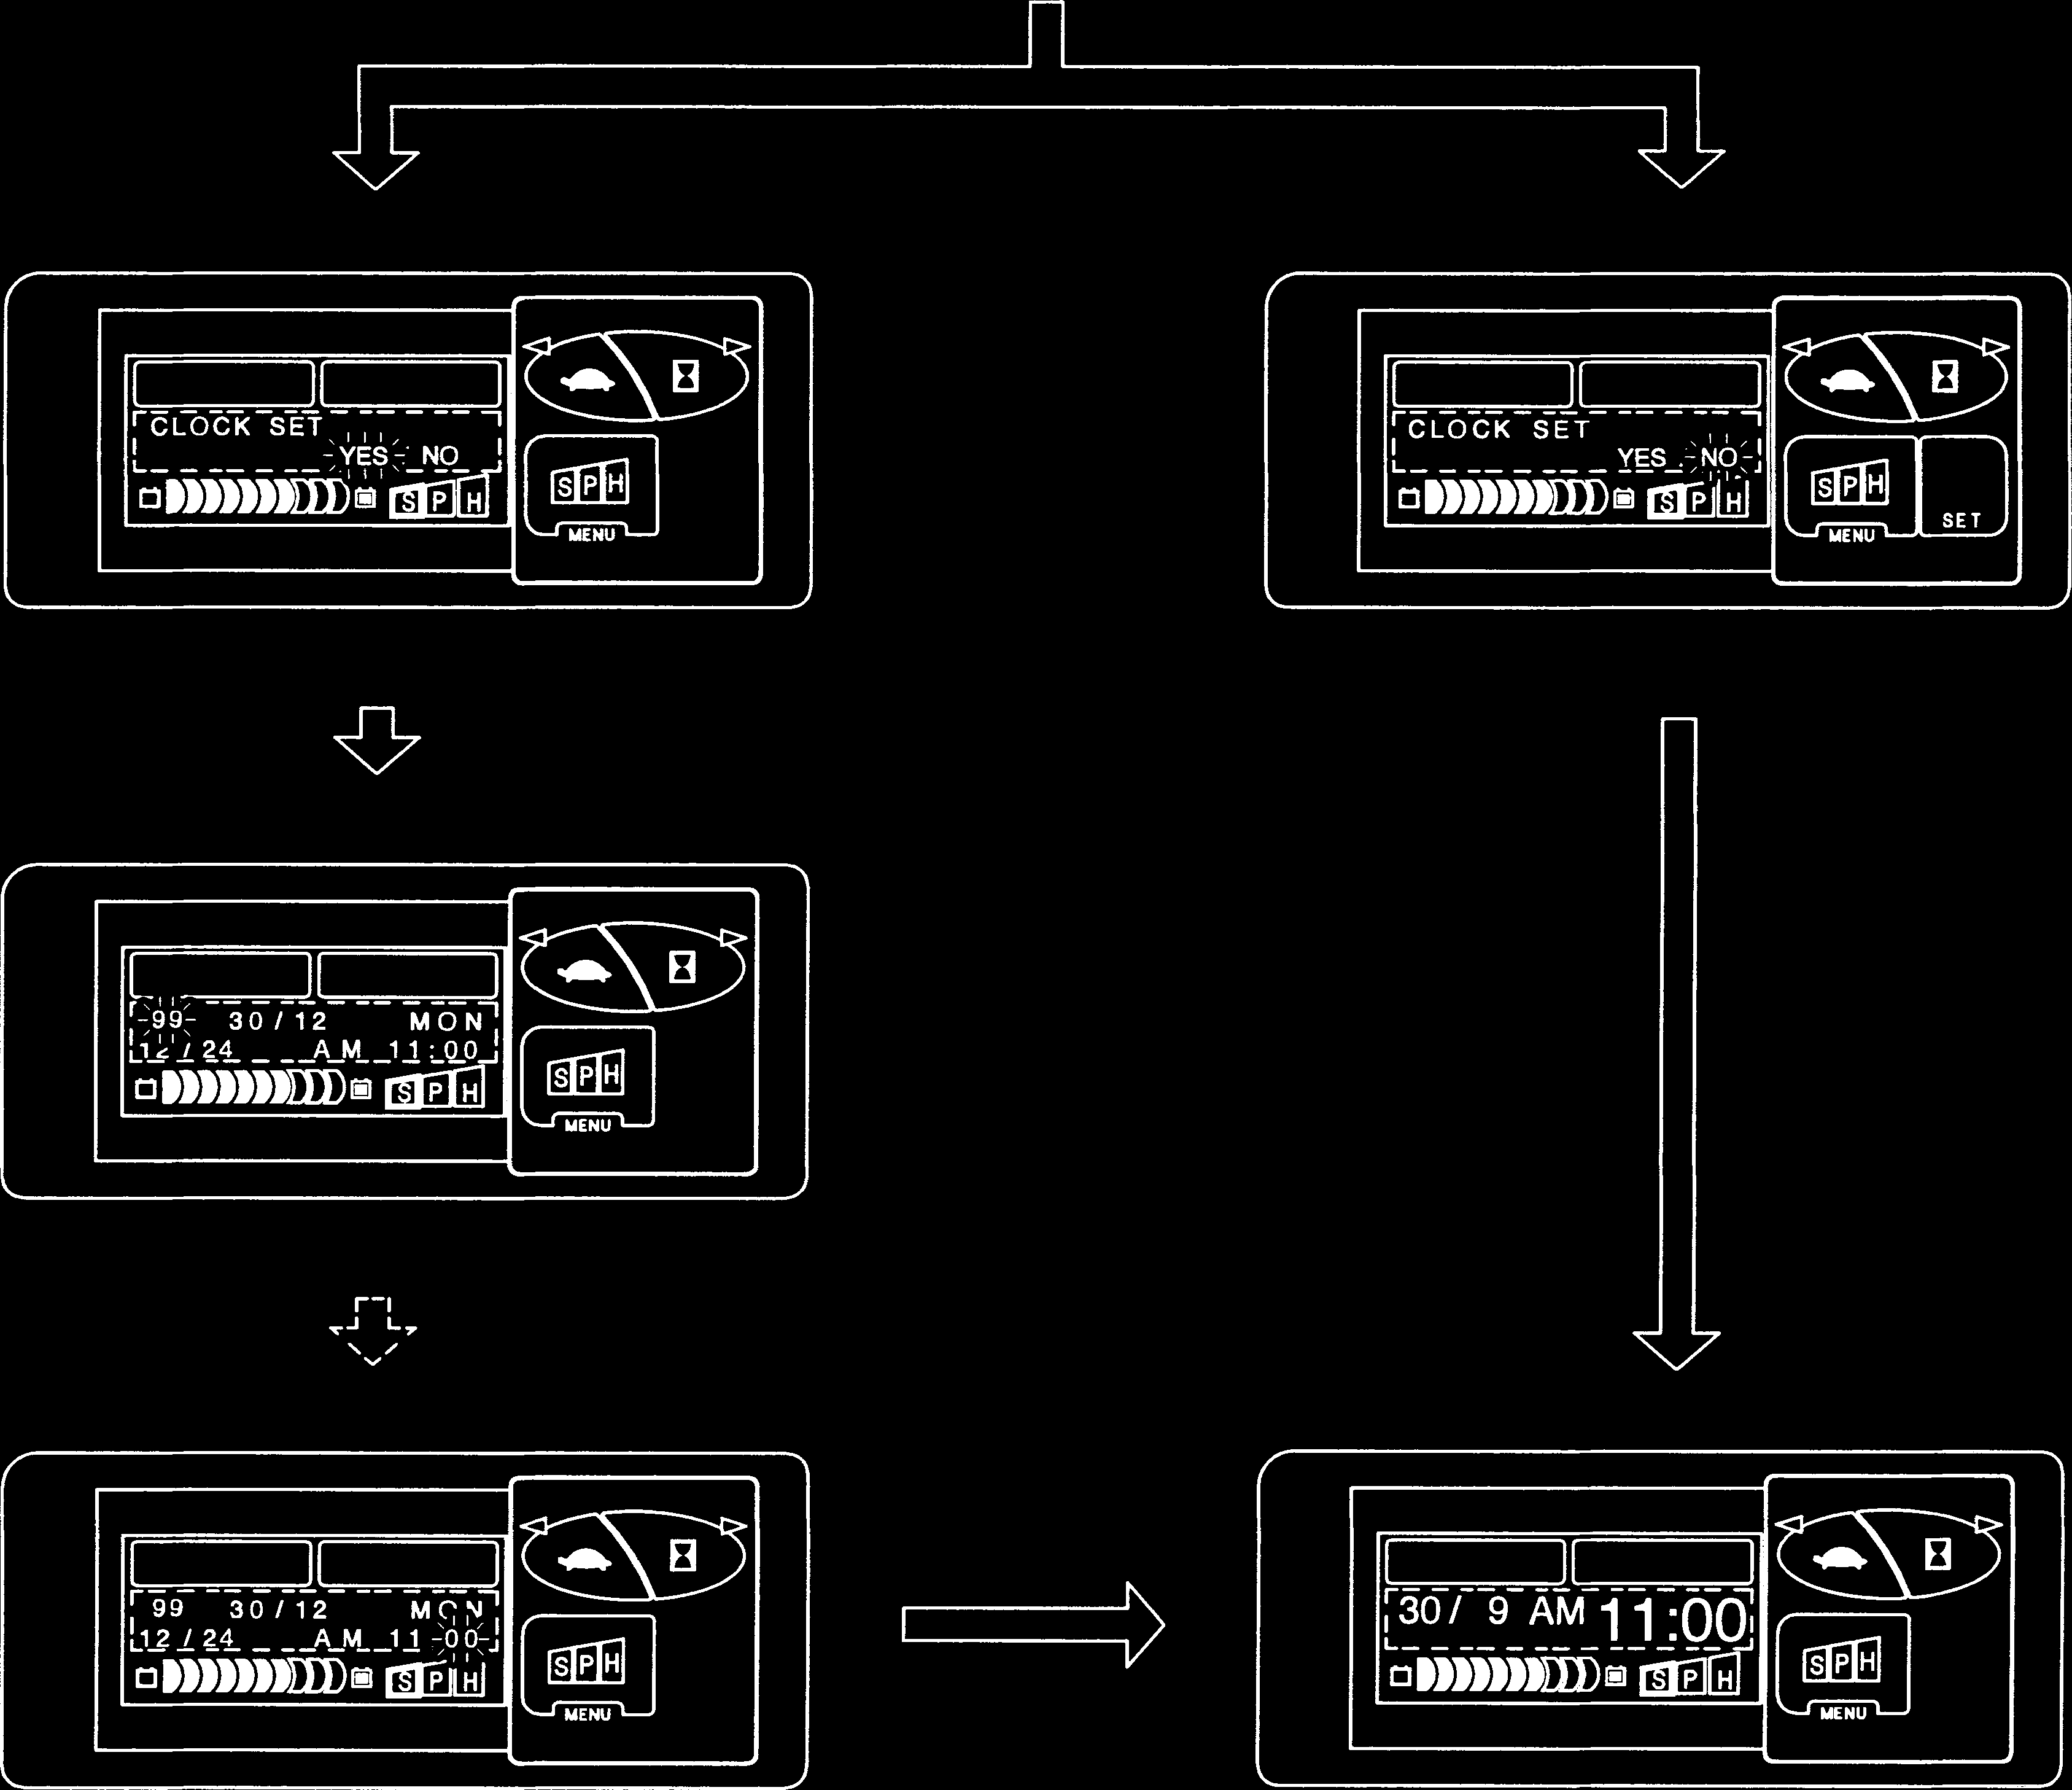 CLOCK SET
YES NO
S P H
S P H
MENU
CLOCK SET
YES NO
S P H
S P H
MENU
SET
99 30/12 MON
12/24 AM 11:00
S P H
S P H
MENU
99 30/12 MON
12/24 AM 11 00
S P H
S P H
MENU
30/ 9 AM 11:00
S P H
S P H
MENU